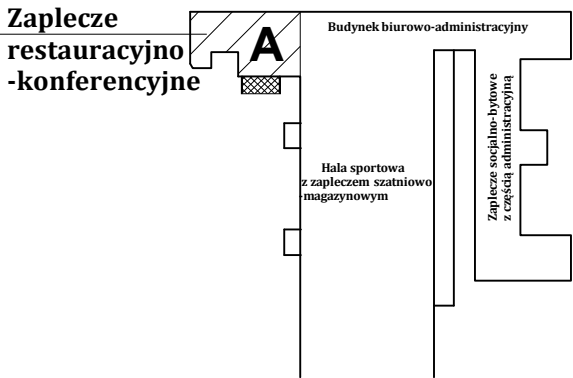 Zaplecze
restauracyjno
-konferencyjne
A
Budynek biurowo-administracyjny
Hala sportowa
z zapleczem szatniowo
-magazynowym
Zaplecze socjalno-bytowe
z częścią administracyjną